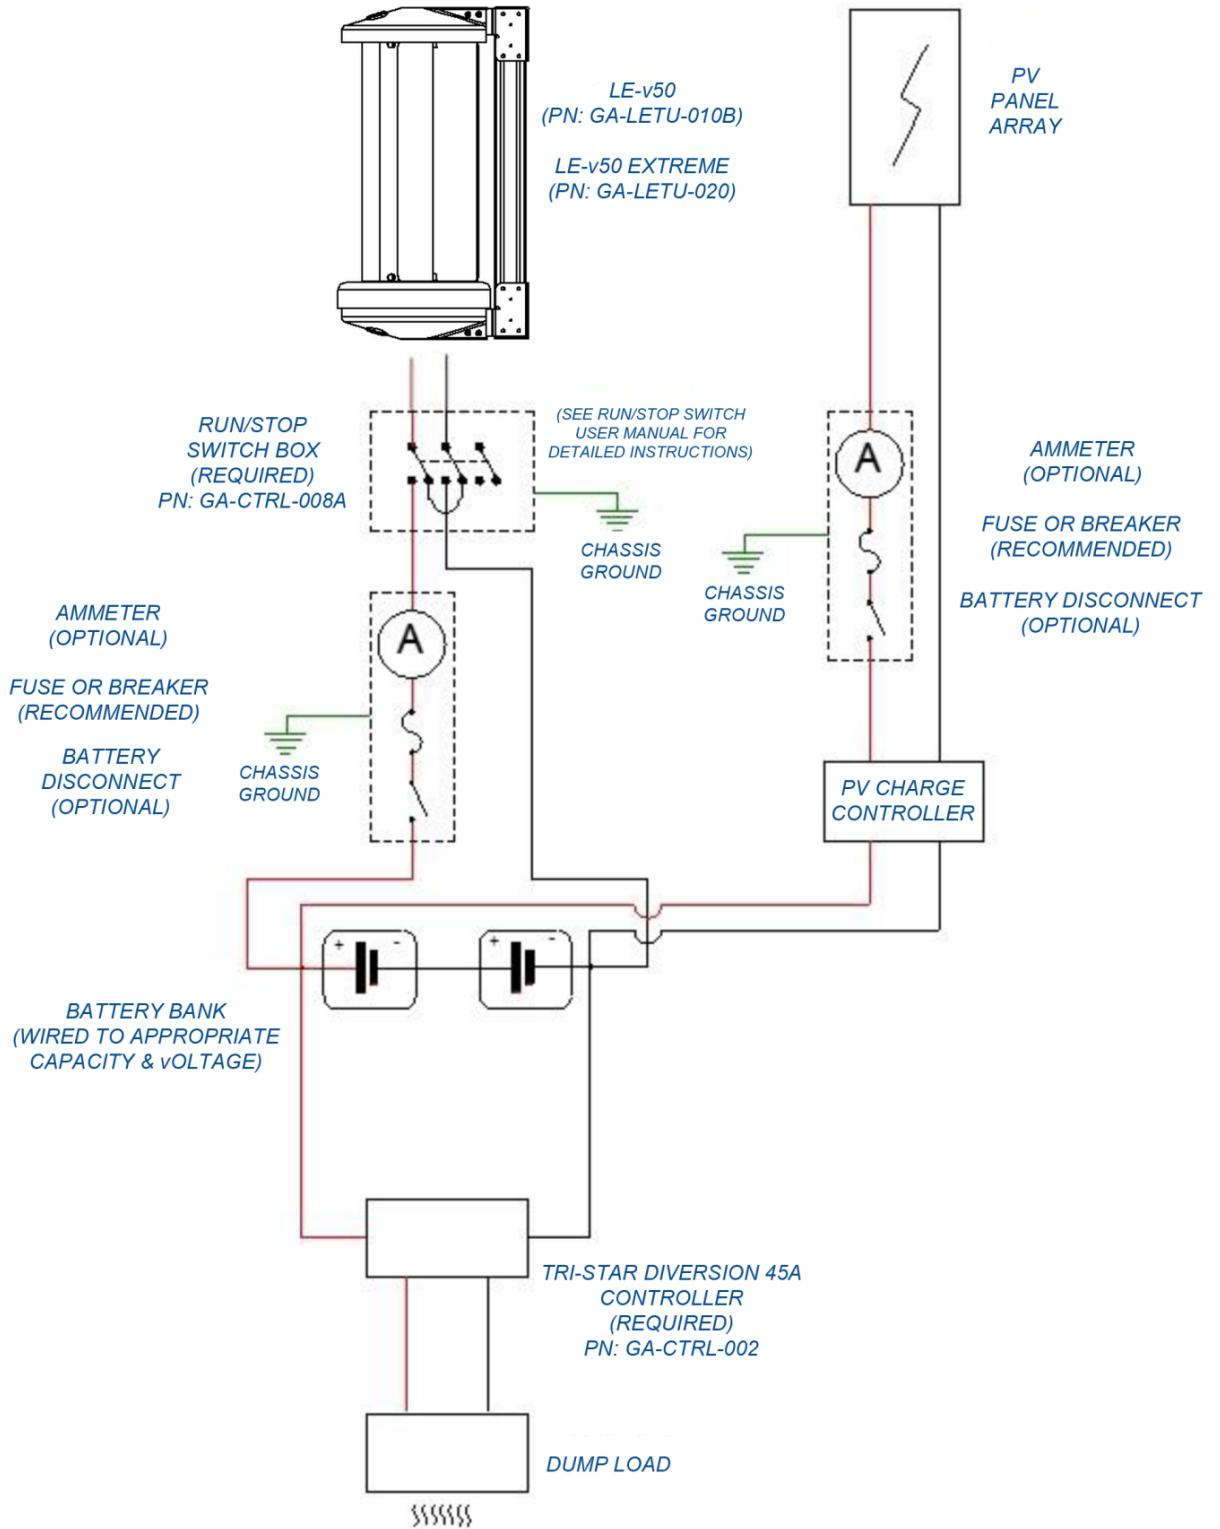 LE-v50
(PN: GA-LETU-010B)
LE-v50 EXTREME
(PN: GA-LETU-020)
PV
PANEL
ARRAY
RUN/STOP
SWITCH BOX
(REQUIRED)
PN: GA-CTRL-008A
(SEE RUN/STOP SWITCH
USER MANUAL FOR
DETAILED INSTRUCTIONS)
CHASSIS
GROUND
A
AMMETER
(OPTIONAL)
FUSE OR BREAKER
(RECOMMENDED)
BATTERY DISCONNECT
(OPTIONAL)
CHASSIS
GROUND
AMMETER
(OPTIONAL)
FUSE OR BREAKER
(RECOMMENDED)
BATTERY
DISCONNECT
(OPTIONAL)
A
CHASSIS
GROUND
PV CHARGE
CONTROLLER
+ -
+ -
BATTERY BANK
(WIRED TO APPROPRIATE
CAPACITY & vOLTAGE)
TRI-STAR DIVERSION 45A
CONTROLLER
(REQUIRED)
PN: GA-CTRL-002
DUMP LOAD